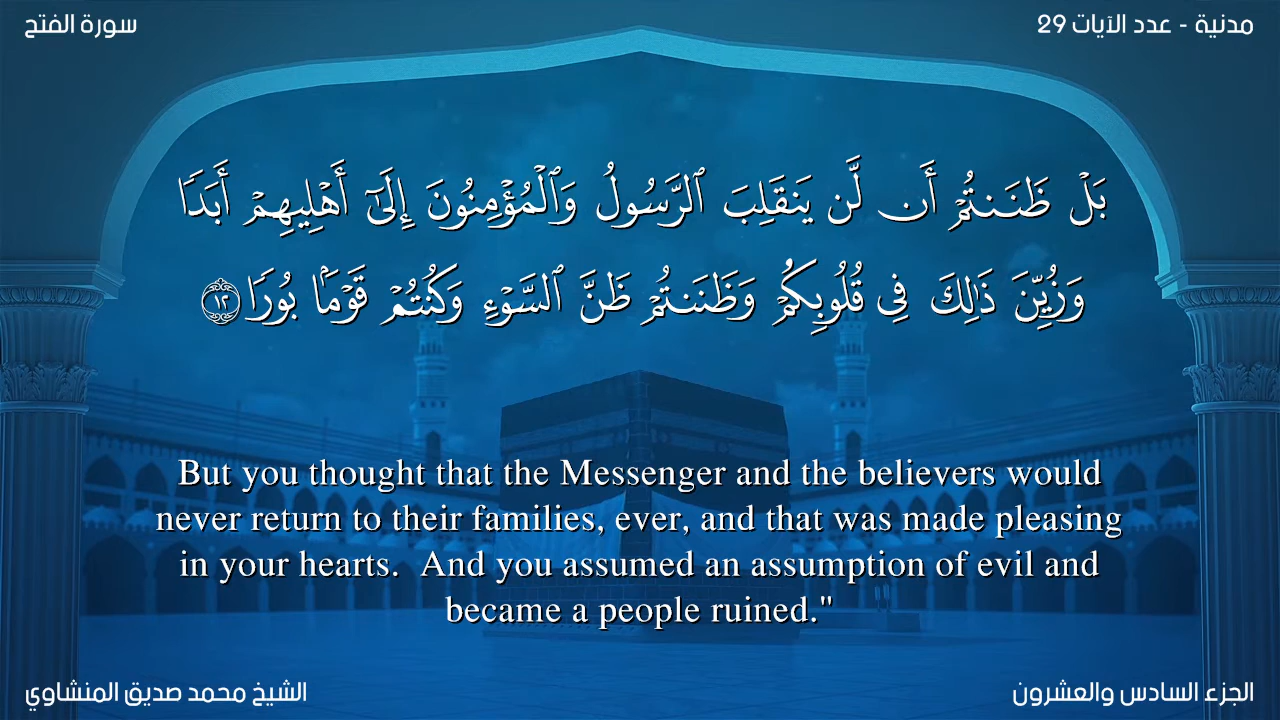 سورة الفتح
مدنية - عدد الآيات 29
بَلْ ظَنَنتُمْ أَن لَّن يَنقَلِبَ ٱلرَّسُولُ وَٱلْمُؤْمِنُونَ إِلَىٰٓ أَهْلِيهِمْ أَبَدًا
وَزُيِّنَ ذَٰلِكَ فِى قُلُوبِكُمْ وَظَنَنتُمْ ظَنَّ ٱلسَّوْءِ وَكُنتُمْ قَوْمًۢا بُورًا ١٢
But you thought that the Messenger and the believers would
never return to their families, ever, and that was made pleasing
in your hearts.  And you assumed an assumption of evil and
became a people ruined."
الشيخ محمد صديق المنشاوي
الجزء السادس والعشرون